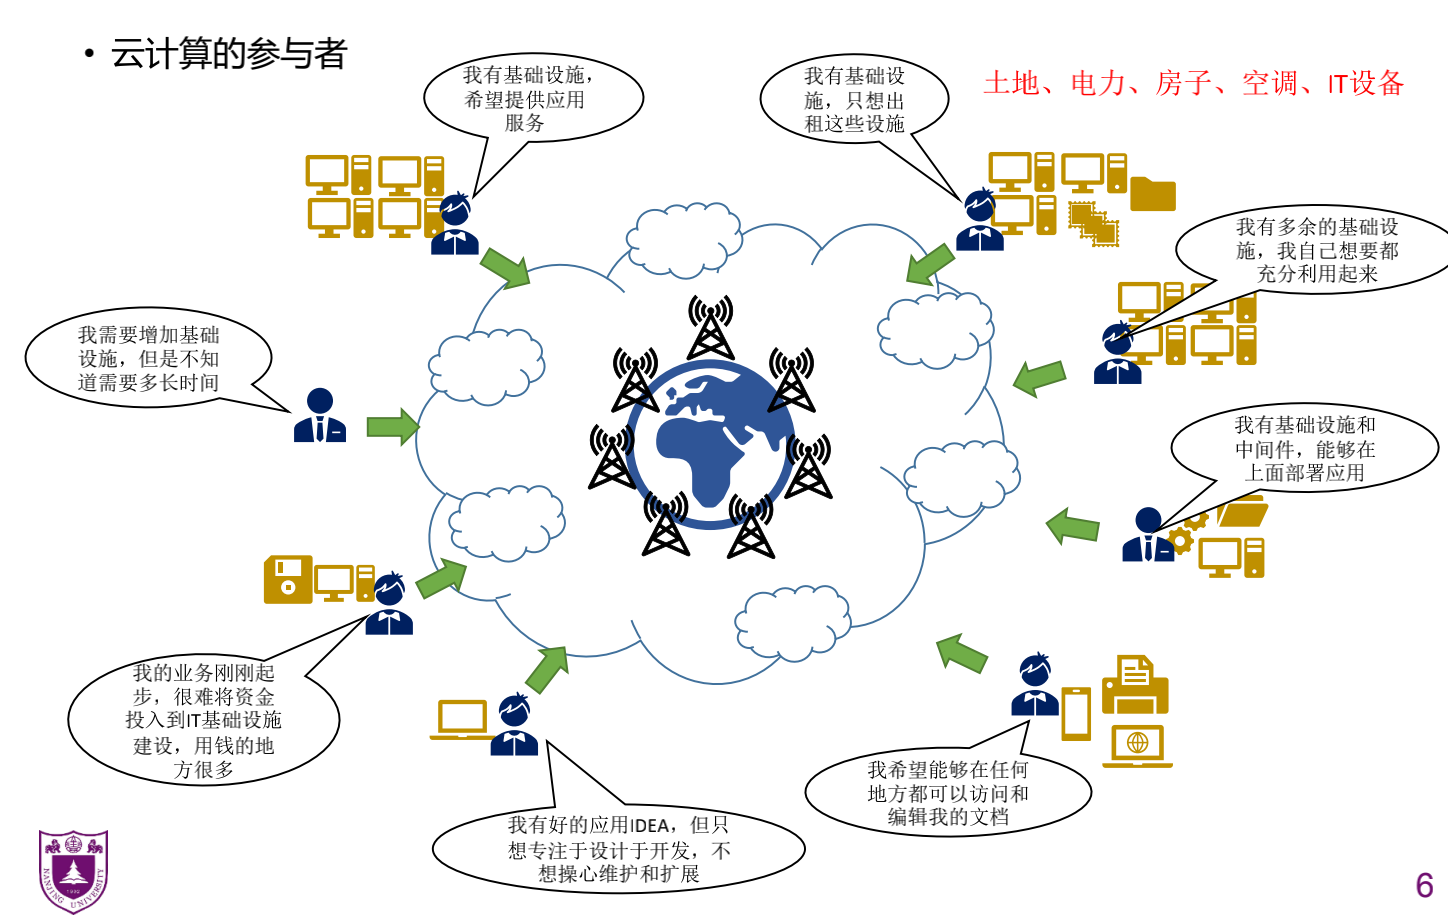 • 云计算的参与者
我有基础设施，
希望提供应用
服务
我有基础设
施，只想出
租这些设施
土地、电力、房子、空调、IT设备
我有多余的基础设
施，我自己想要都
充分利用起来
我需要增加基础
设施，但是不知
道需要多长时间
我有基础设施和
中间件，能够在
上面部署应用
我的业务刚刚起
步，很难将资金
投入到IT基础设施
建设，用钱的地
方很多
我希望能够在任何
地方都可以访问和
编辑我的文档
我有好的应用IDEA，但只
想专注于设计于开发，不
想操心维护和扩展
1902
NANJING UNIVERSITY
6